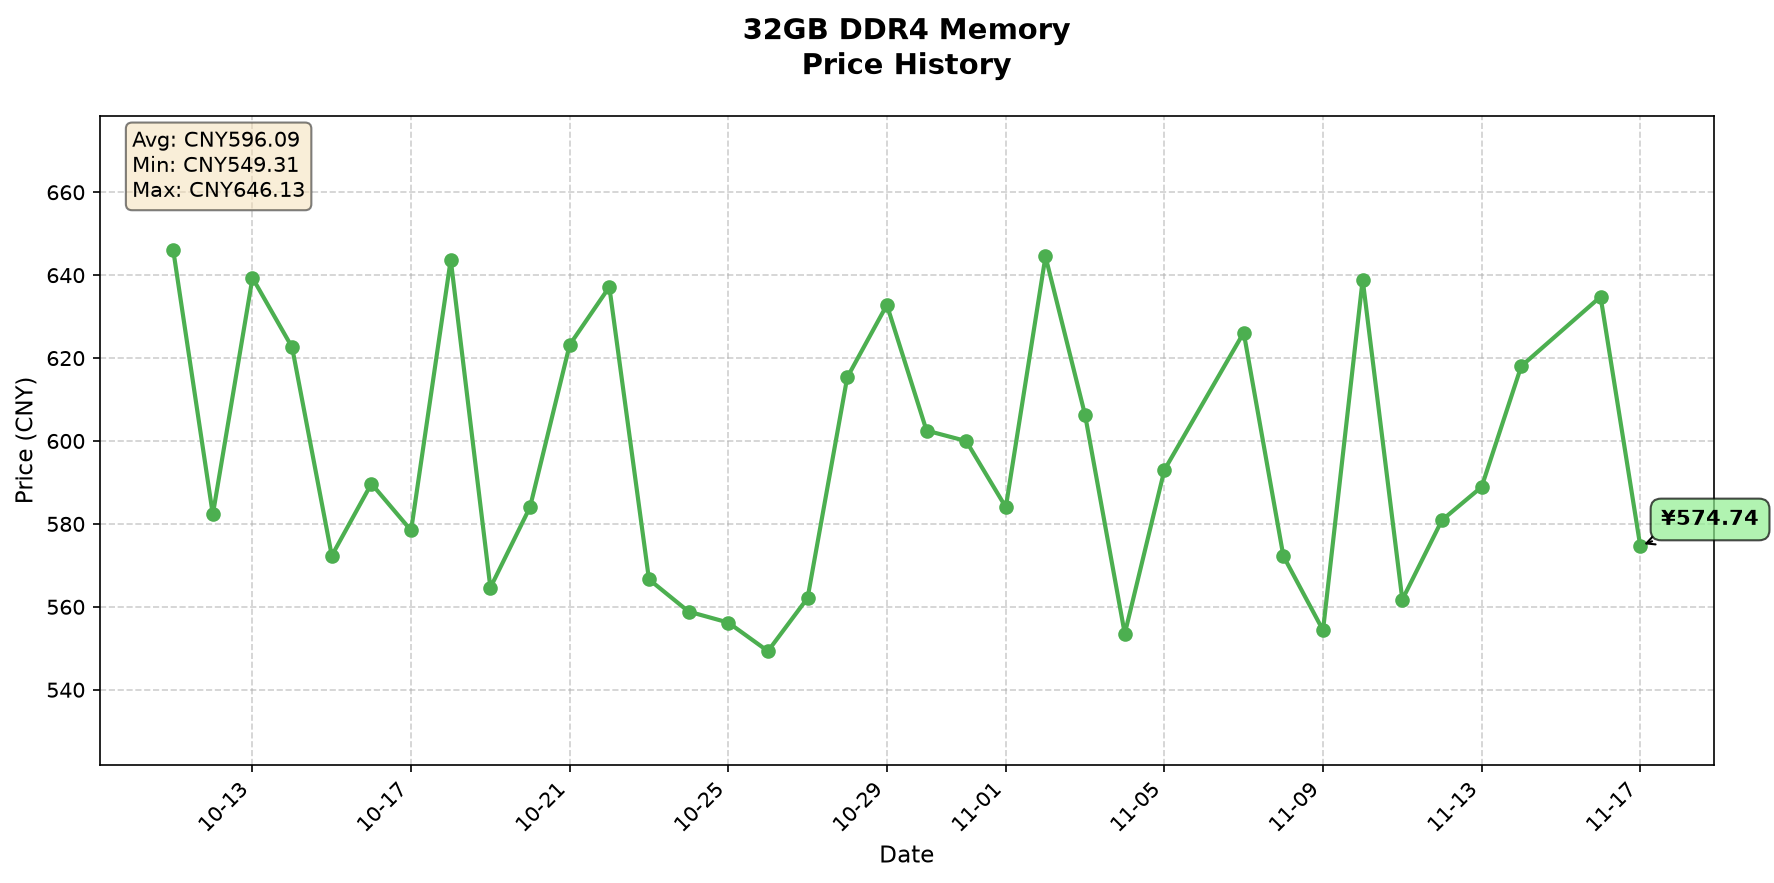 32GB DDR4 Memory
Price History
Avg: CNY596.09
Min: CNY549.31
Max: CNY646.13
Price (CNY)
660
640
620
600
580
560
540
¥574.74
10-13
10-17
10-21
10-25
10-29
11-01
11-05
11-09
11-13
11-17
Date